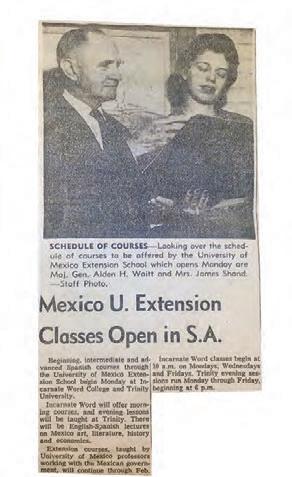 SCHEDULE OF COURSES—Looking over the sched-
ule of courses to be offered by the University of
Mexico Extension School which opens Monday are
Maj. Gen. Alden H. Waitt and Mrs. James Shand.
—Staff Photo.
Mexico U. Extension
Classes Open in S.A.
Beginning, intermediate and ad-
vanced Spanish courses through
the University of Mexico Exten-
sion School begin Monday at In-
carnate Word College and Trinity
University.
Incarnate Word will offer morn-
ing courses, and evening lessons
will be taught at Trinity. There
will be English-Spanish lectures
on Mexico art, literature, history
and economics.
Extension courses, taught by
University of Mexico professors
working with the Mexican govern-
ment, will continue through Feb.
Incarnate Word classes begin at
10 a.m. on Mondays, Wednesdays
and Fridays. Trinity evening ses-
sions run Monday through Friday,
beginning at 6 p.m.